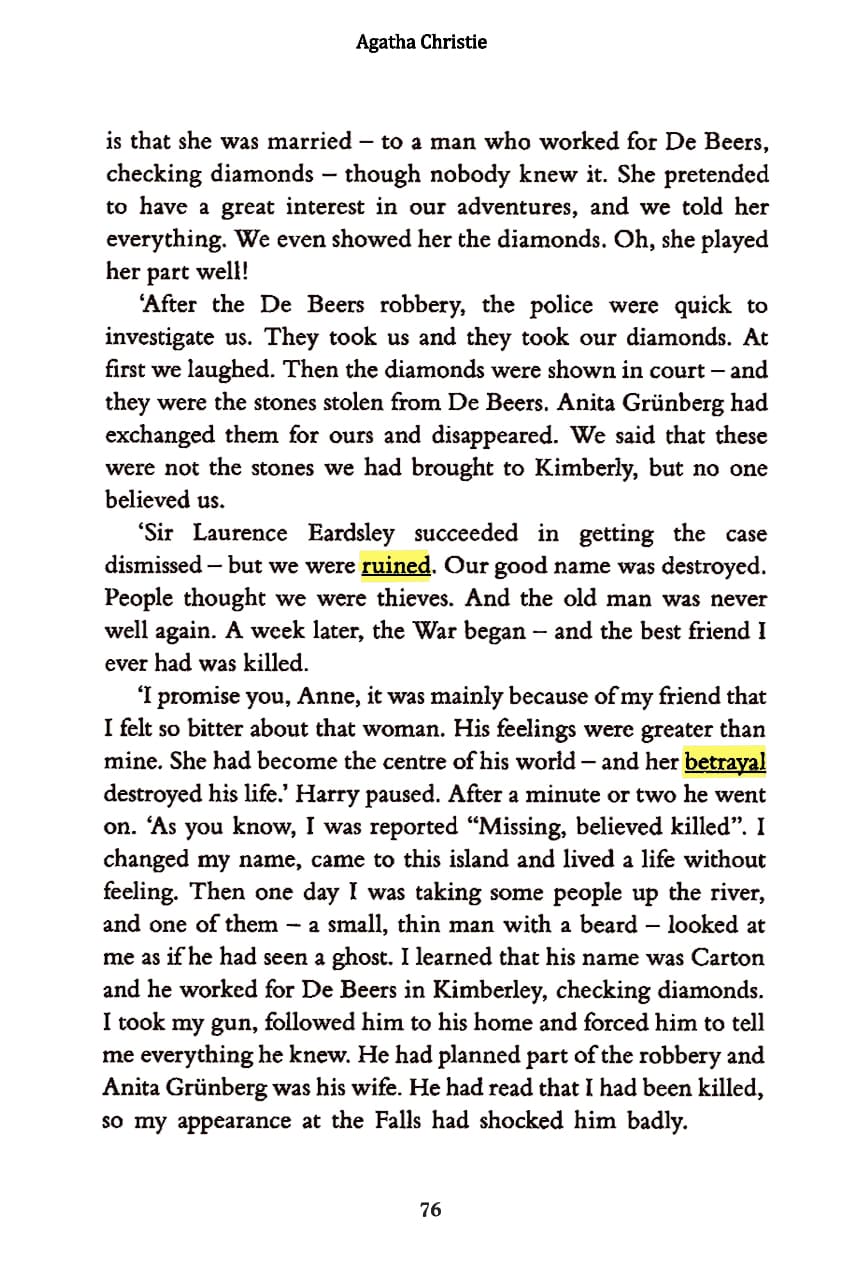 Agatha Christie
is that she was married – to a man who worked for De Beers,
checking diamonds – though nobody knew it. She pretended
to have a great interest in our adventures, and we told her
everything. We even showed her the diamonds. Oh, she played
her part well!
‘After the De Beers robbery, the police were quick to
investigate us. They took us and they took our diamonds. At
first we laughed. Then the diamonds were shown in court – and
they were the stones stolen from De Beers. Anita Grünberg had
exchanged them for ours and disappeared. We said that these
were not the stones we had brought to Kimberly, but no one
believed us.
‘Sir Laurence Eardsley succeeded in getting the case
dismissed – but we were ruined. Our good name was destroyed.
People thought we were thieves. And the old man was never
well again. A week later, the War began – and the best friend I
ever had was killed.
‘I promise you, Anne, it was mainly because of my friend that
I felt so bitter about that woman. His feelings were greater than
mine. She had become the centre of his world – and her betrayal
destroyed his life.’ Harry paused. After a minute or two he went
on. ‘As you know, I was reported “Missing, believed killed”. I
changed my name, came to this island and lived a life without
feeling. Then one day I was taking some people up the river,
and one of them – a small, thin man with a beard – looked at
me as if he had seen a ghost. I learned that his name was Carton
and he worked for De Beers in Kimberley, checking diamonds.
I took my gun, followed him to his home and forced him to tell
me everything he knew. He had planned part of the robbery and
Anita Grünberg was his wife. He had read that I had been killed,
so my appearance at the Falls had shocked him badly.
76